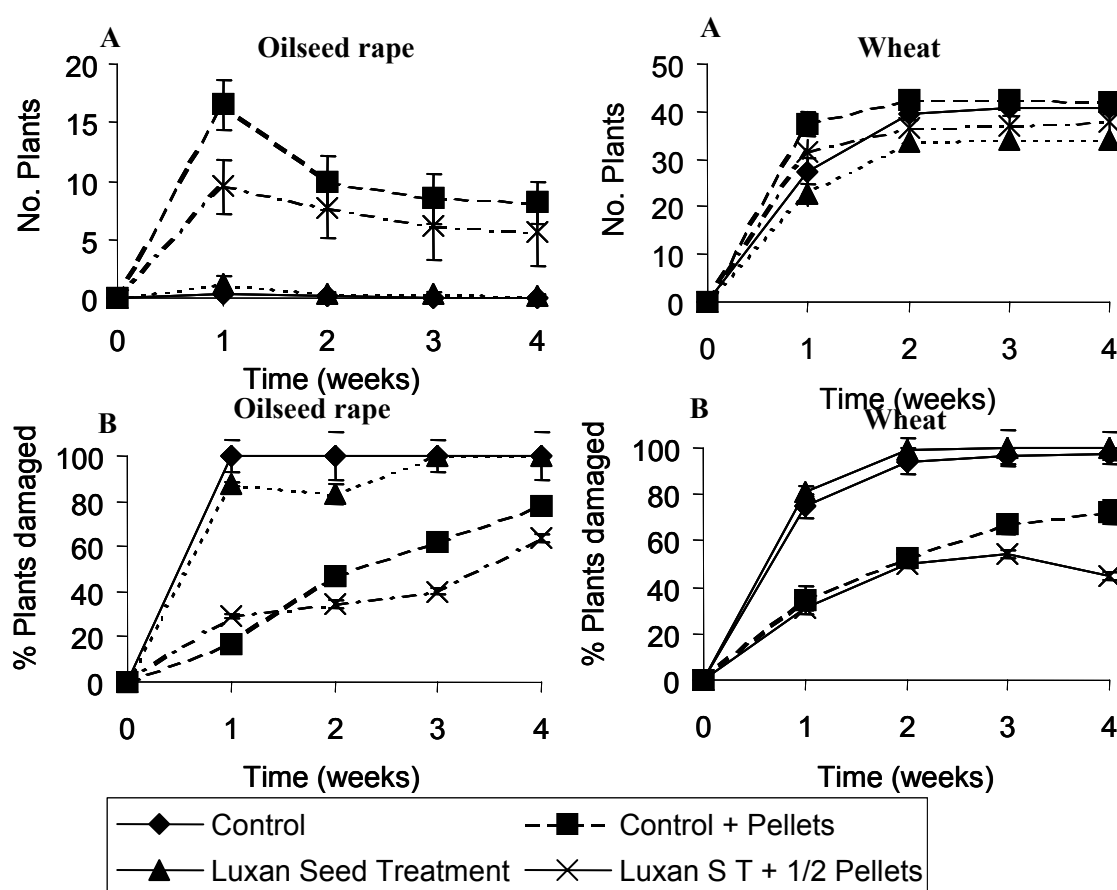 A
Oilseed rape
20
15
10
5
0
No. Plants
0 1 2 3 4
Time (weeks)
A
Wheat
50
40
30
20
10
0
No. Plants
0 1 2 3 4
Time (weeks)
B
Oilseed rape
100
80
60
40
20
0
% Plants damaged
0 1 2 3 4
Time (weeks)
B
Wheat
100
80
60
40
20
0
% Plants damaged
0 1 2 3 4
Time (weeks)
Control
Control + Pellets
Luxan Seed Treatment
Luxan S T + 1/2 Pellets